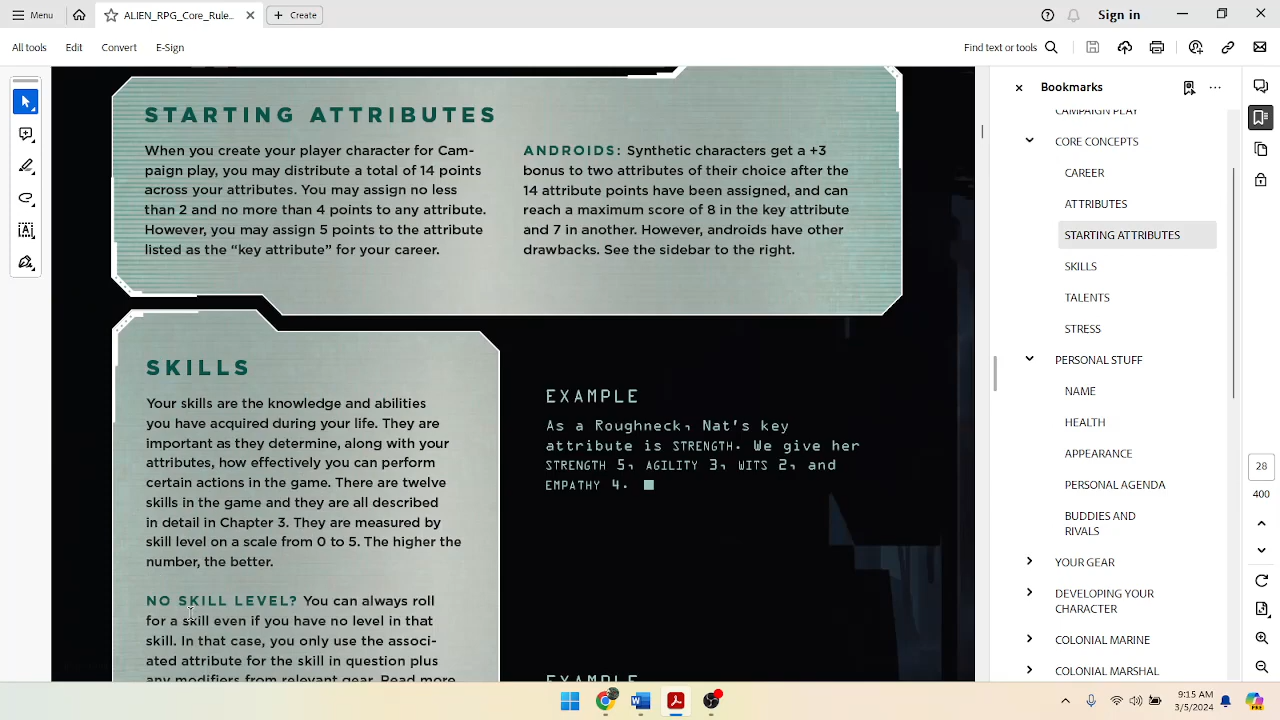 Menu
ALIEN_RPG_Core_Rule...
Create
Sign in
All tools
Edit
Convert
E-Sign
Find text or tools
STARTING ATTRIBUTES
When you create your player character for Cam-
paign play, you may distribute a total of 14 points
across your attributes. You may assign no less
than 2 and no more than 4 points to any attribute.
However, you may assign 5 points to the attribute
listed as the “key attribute” for your career.
ANDROIDS: Synthetic characters get a +3
bonus to two attributes of their choice after the
14 attribute points have been assigned, and can
reach a maximum score of 8 in the key attribute
and 7 in another. However, androids have other
drawbacks. See the sidebar to the right.
SKILLS
Your skills are the knowledge and abilities
you have acquired during your life. They are
important as they determine, along with your
attributes, how effectively you can perform
certain actions in the game. There are twelve
skills in the game and they are all described
in detail in Chapter 3. They are measured by
skill level on a scale from 0 to 5. The higher the
number, the better.
NO SKILL LEVEL? You can always roll
for a skill even if you have no level in that
skill. In that case, you only use the associ-
ated attribute for the skill in question plus
any modifiers from relevant gear. Read more
EXAMPLE
As a Roughneck, Nat's key
attribute is STRENGTH. We give her
STRENGTH 5, AGILITY 3, WITS 2, and
EMPATHY 4.
EXAMPLE
Bookmarks
CAMPAIGN PLAY
CORE CONCEPTS
CAREER
ATTRIBUTES
STARTING ATTRIBUTES
SKILLS
TALENTS
STRESS
PERSONAL STUFF
NAME
HEALTH
APPEARANCE
PERSONAL AGENDA
BUDDIES AND
RIVALS
YOUR GEAR
DEVELOPING YOUR
CHARACTER
COLONIAL MARINE
COLONIAL MARSHAL
28
400
9:15 AM
3/5/2024